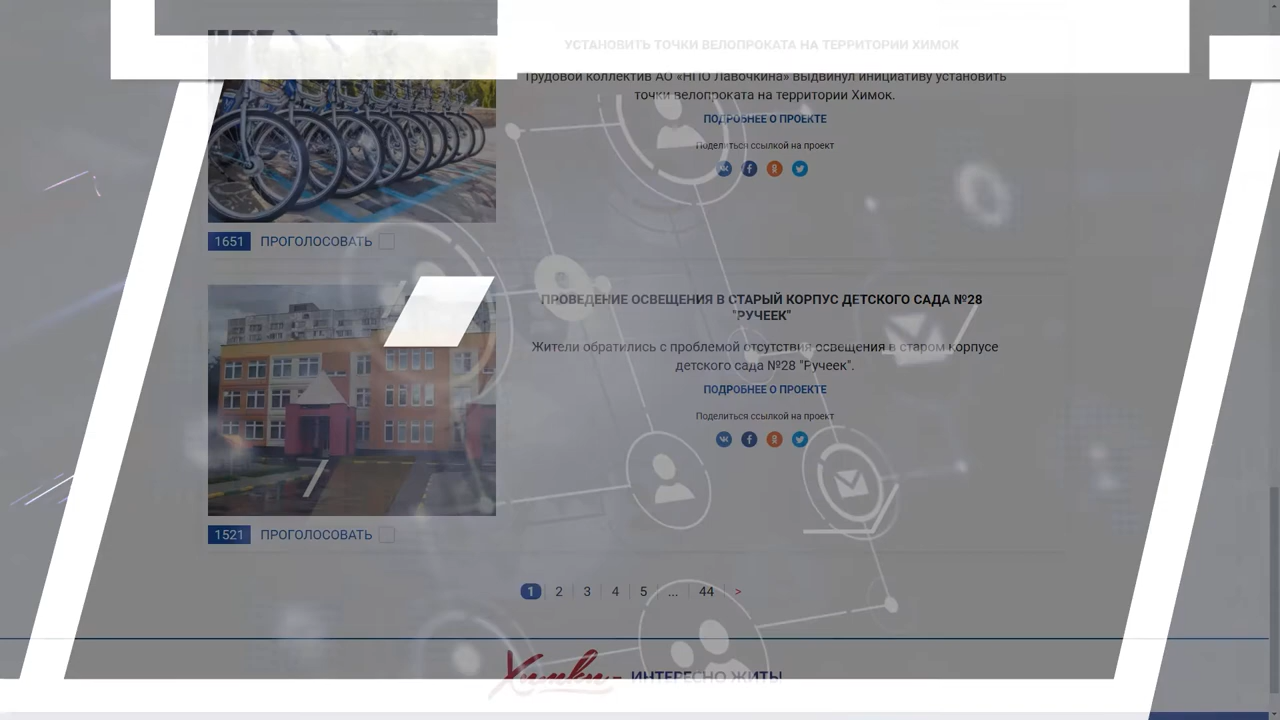 УСТАНОВИТЬ ТОЧКИ ВЕЛОПРОКАТА НА ТЕРРИТОРИИ ХИМОК
Трудовой коллектив АО «НПО Лавочкина» выдвинул инициативу установить
точки велопроката на территории Химок.
ПОДРОБНЕЕ О ПРОЕКТЕ
Поделиться ссылкой на проект
1651 ПРОГОЛОСОВАТЬ
ПРОВЕДЕНИЕ ОСВЕЩЕНИЯ В СТАРЫЙ КОРПУС ДЕТСКОГО САДА №28
"РУЧЕЕК"
Жители обратились с проблемой отсутствия освещения в старом корпусе
детского сада №28 "Ручеек".
ПОДРОБНЕЕ О ПРОЕКТЕ
Поделиться ссылкой на проект
1521 ПРОГОЛОСОВАТЬ
1 2 3 4 5 ... 44 >
Химки - ИНТЕРЕСНО ЖИТЬ!